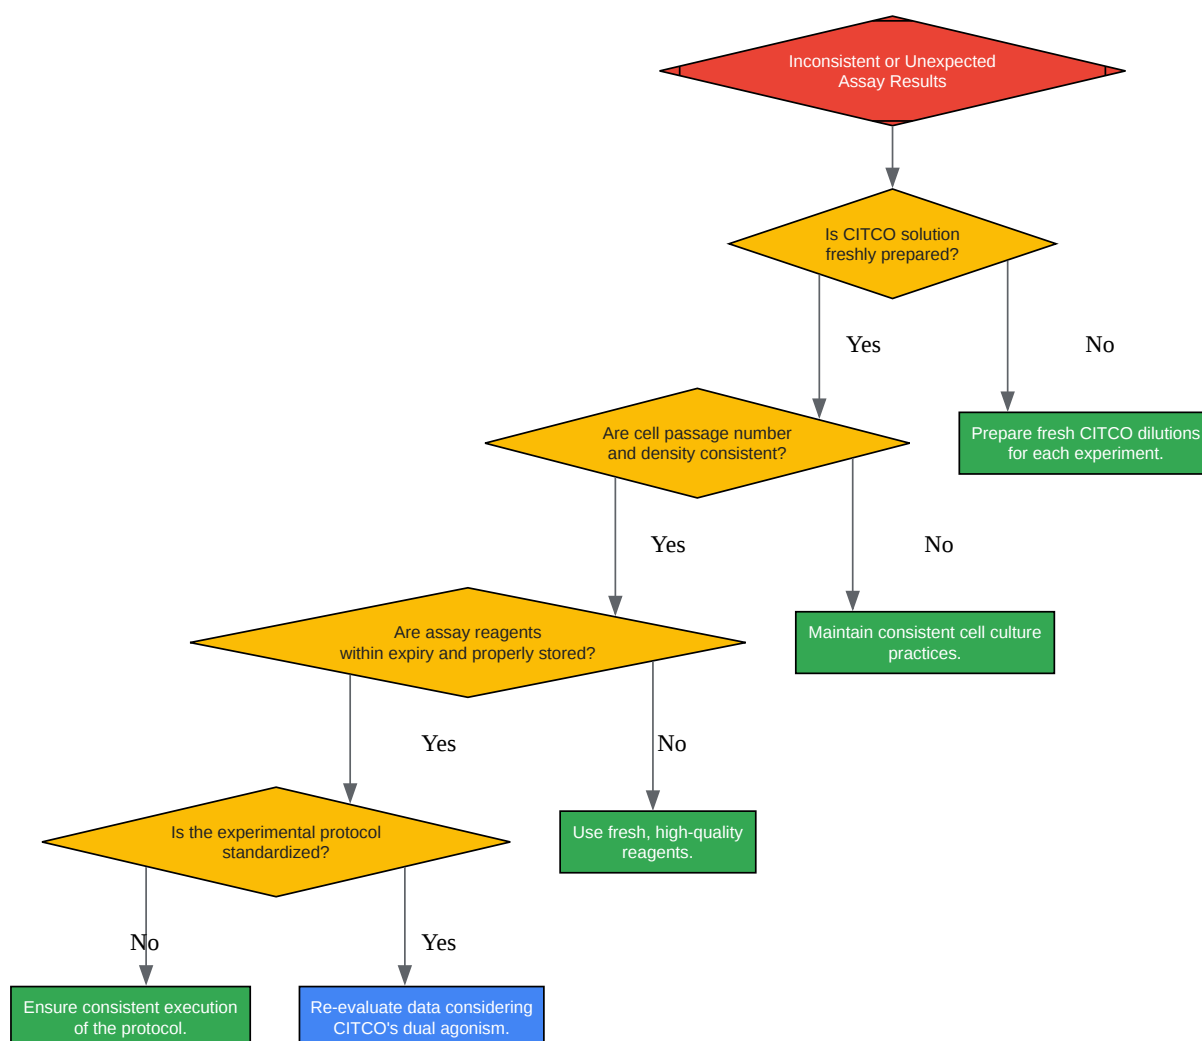 Inconsistent or Unexpected
Assay Results
Is CITCO solution
freshly prepared?
Yes
No
Are cell passage number
and density consistent?
Prepare fresh CITCO dilutions
for each experiment.
Yes
No
Are assay reagents
within expiry and properly stored?
Maintain consistent cell culture
practices.
Yes
No
Is the experimental protocol
standardized?
Use fresh, high-quality
reagents.
No
Yes
Ensure consistent execution
of the protocol.
Re-evaluate data considering
CITCO's dual agonism.